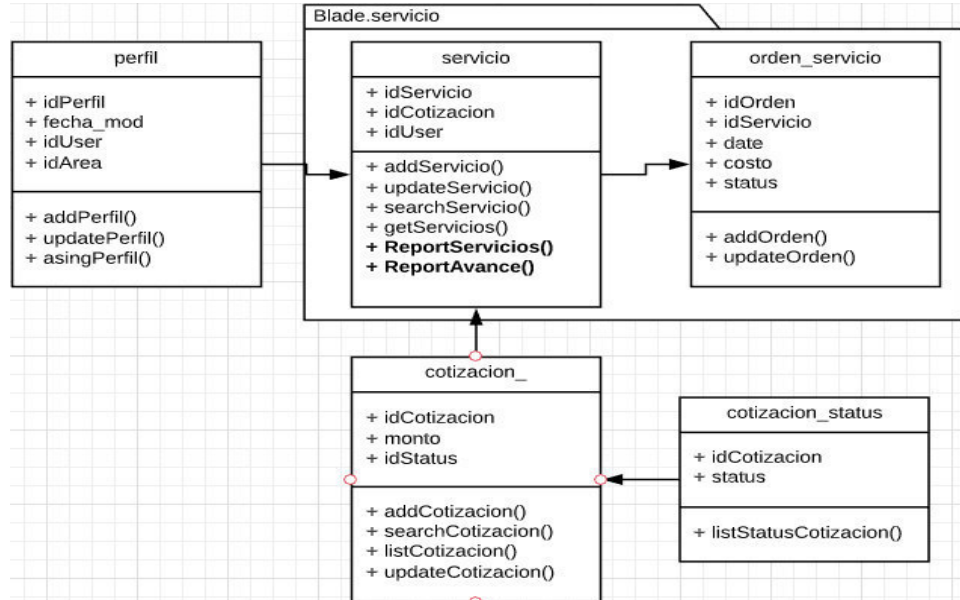 Blade.servicio
perfil
+ idPerfil
+ fecha_mod
+ idUser
+ idArea
+ addPerfil()
+ updatePerfil()
+ asingPerfil()
servicio
+ idServicio
+ idCotizacion
+ idUser
+ addServicio()
+ updateServicio()
+ searchServicio()
+ getServicios()
+ ReportServicios()
+ ReportAvance()
orden_servicio
+ idOrden
+ idServicio
+ date
+ costo
+ status
+ addOrden()
+ updateOrden()
cotizacion_
+ idCotizacion
+ monto
+ idStatus
+ addCotizacion()
+ searchCotizacion()
+ listCotizacion()
+ updateCotizacion()
cotizacion_status
+ idCotizacion
+ status
+ listStatusCotizacion()